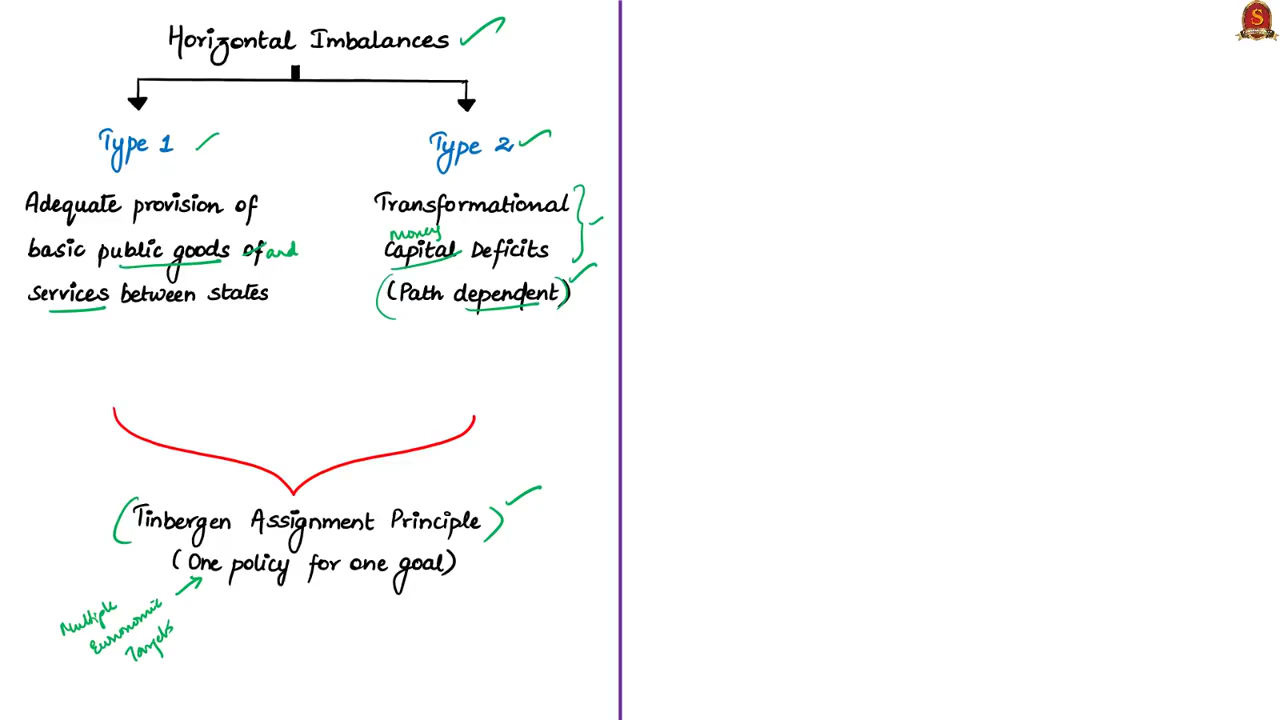 Horizontal Imbalances
Type 1
Adequate provision of
basic public goods of and
services between states
Type 2
Transformational
money
Capital Deficits
(Path dependent)
(Tinbergen Assignment Principle)
(One policy for one goal)
Multiple
Targets
S